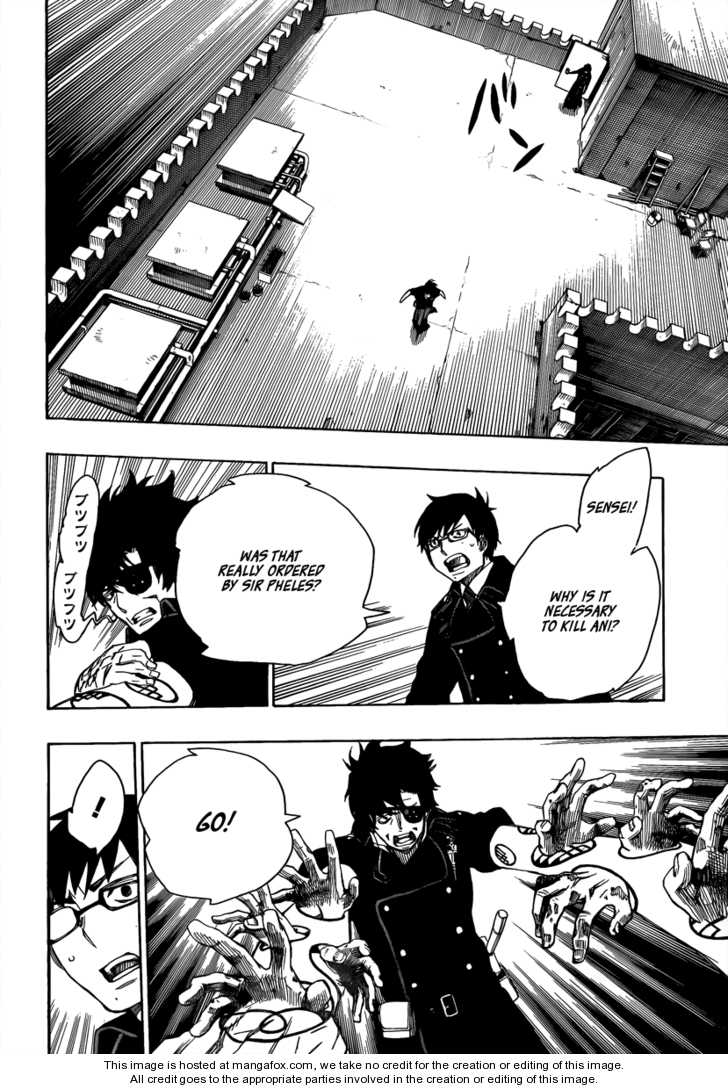 SENSEI!
WHY IS IT
NECESSARY
TO KILL ANI?
WAS THAT
REALLY ORDERED
BY SIR PHELES?
ブツブツ
ブツブツ
!
GO!
This image is hosted at mangafox.com, we take no credit for the creation or editing of this image.
All credit goes to the appropriate parties involved in the creation or editing of this image.